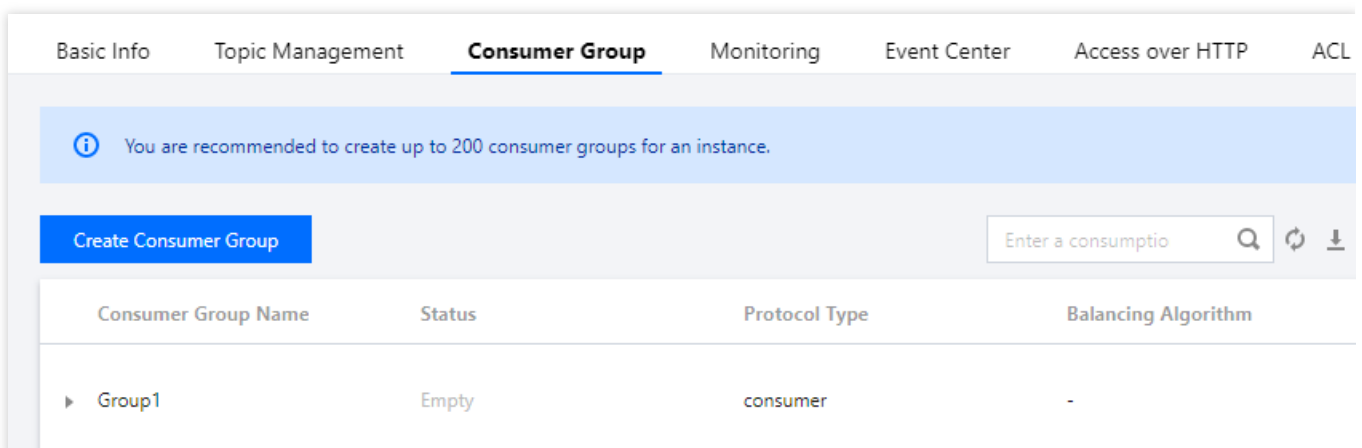 Basic Info Topic Management Consumer Group Monitoring Event Center Access over HTTP ACL
You are recommended to create up to 200 consumer groups for an instance.
Create Consumer Group Enter a consumptio
Consumer Group Name Status Protocol Type Balancing Algorithm
Group1 Empty consumer -